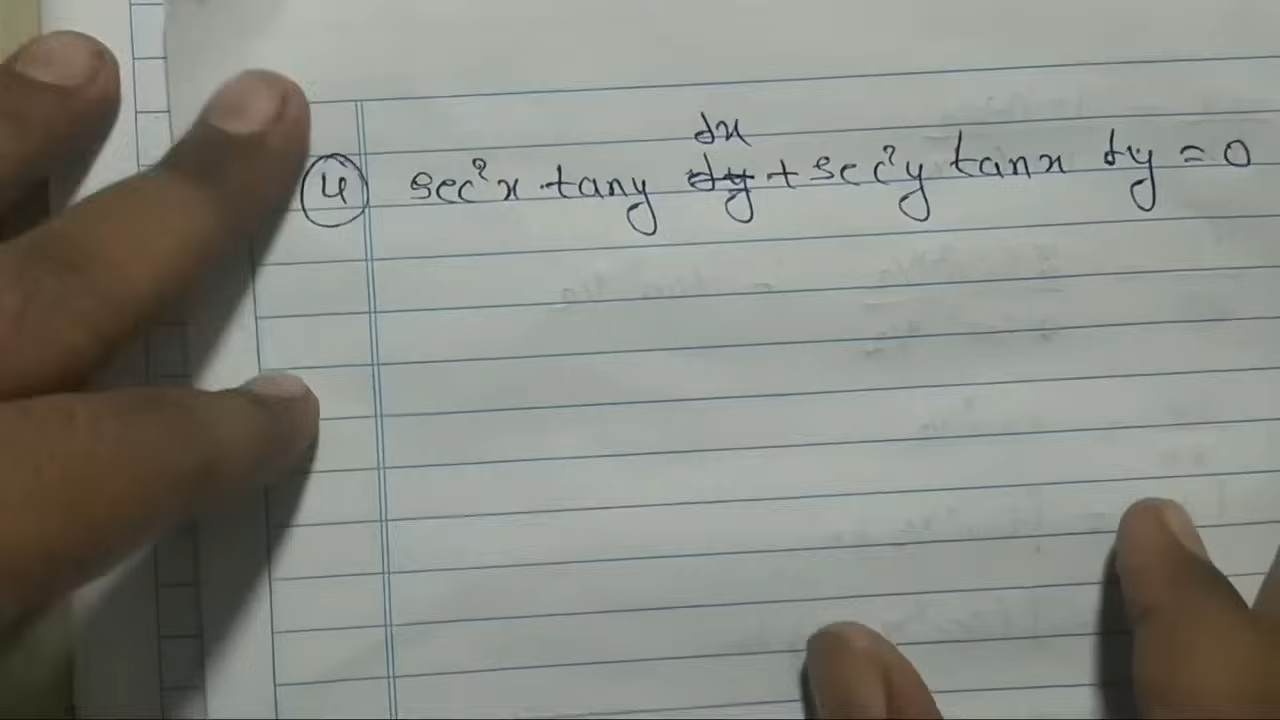 dx
④ sec²x tany dy + sec²y tanx dy = 0